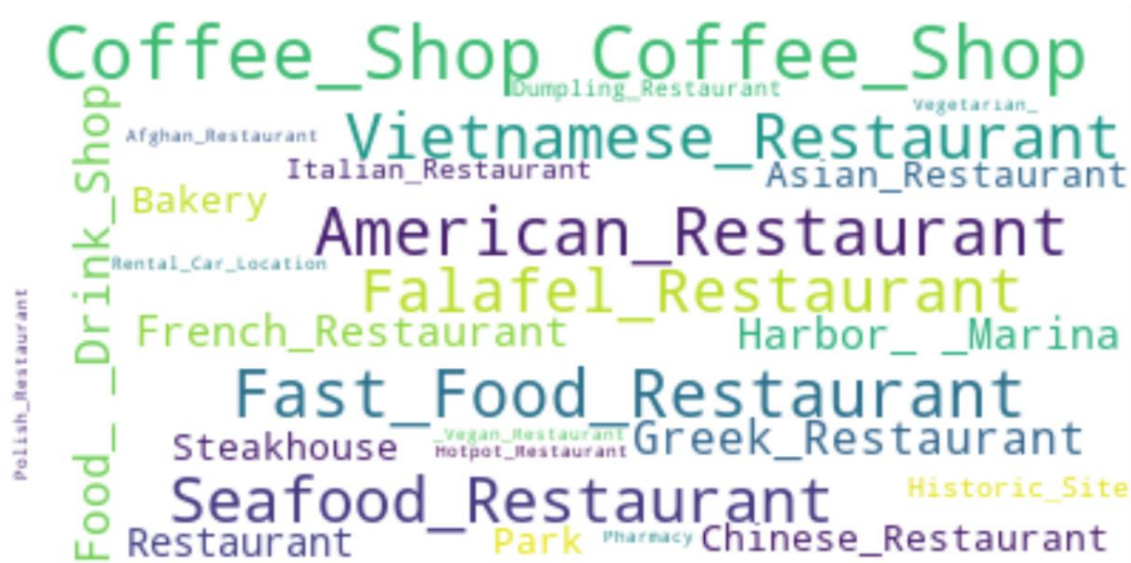 Coffee_Shop Coffee_Shop
Dumpling_Restaurant
Vegetarian_
Afghan_Restaurant
Vietnamese_Restaurant
Italian_Restaurant
Asian_Restaurant
Bakery
American_Restaurant
Rental_Car_Location
Falafel_Restaurant
French_Restaurant
Harbor_ _Marina
Food_ _Drink_Shop
Polish_Restaurant
Fast_Food_Restaurant
_Vegan_Restaurant
Greek_Restaurant
Steakhouse
Hotpot_Restaurant
Seafood_Restaurant
Historic_Site
Restaurant
Park
Pharmacy
Chinese_Restaurant